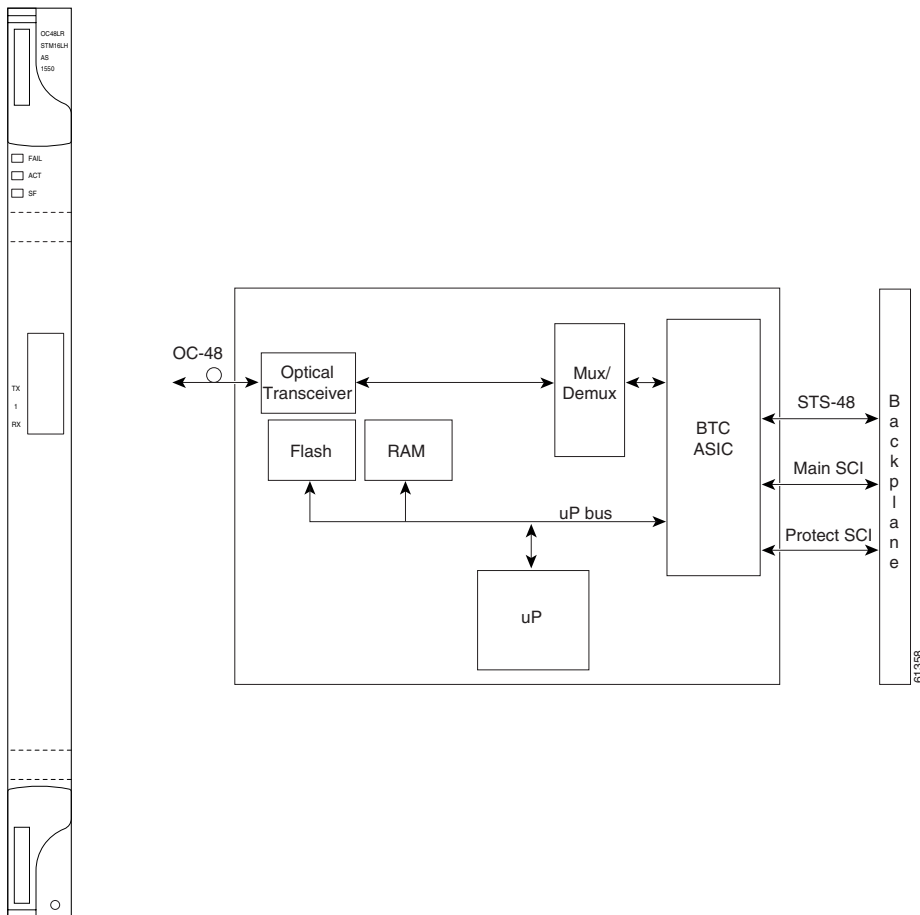 OC48LR
STM16LH
AS
1550
FAIL
ACT
SF
TX
1
RX
OC-48
Optical
Transceiver
Flash
RAM
Mux/
Demux
BTC
ASIC
uP bus
uP
STS-48
Main SCI
Protect SCI
Backplane
61358